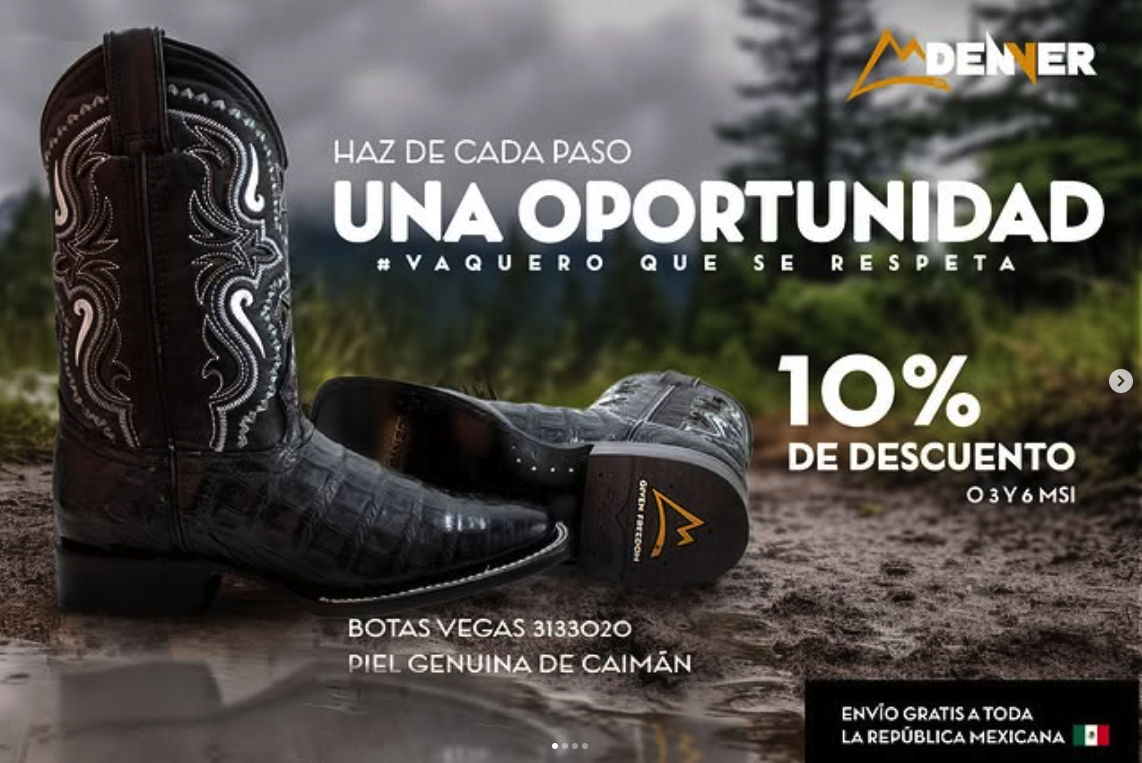 DENVER
HAZ DE CADA PASO
UNA OPORTUNIDAD
#VAQUERO QUE SE RESPETA
10%
DE DESCUENTO
O 3 Y 6 MSI
GIVEN FREEDOM
BOTAS VEGAS 3133020
PIEL GENUINA DE CAIMÁN
ENVÍO GRATIS A TODA
LA REPÚBLICA MEXICANA